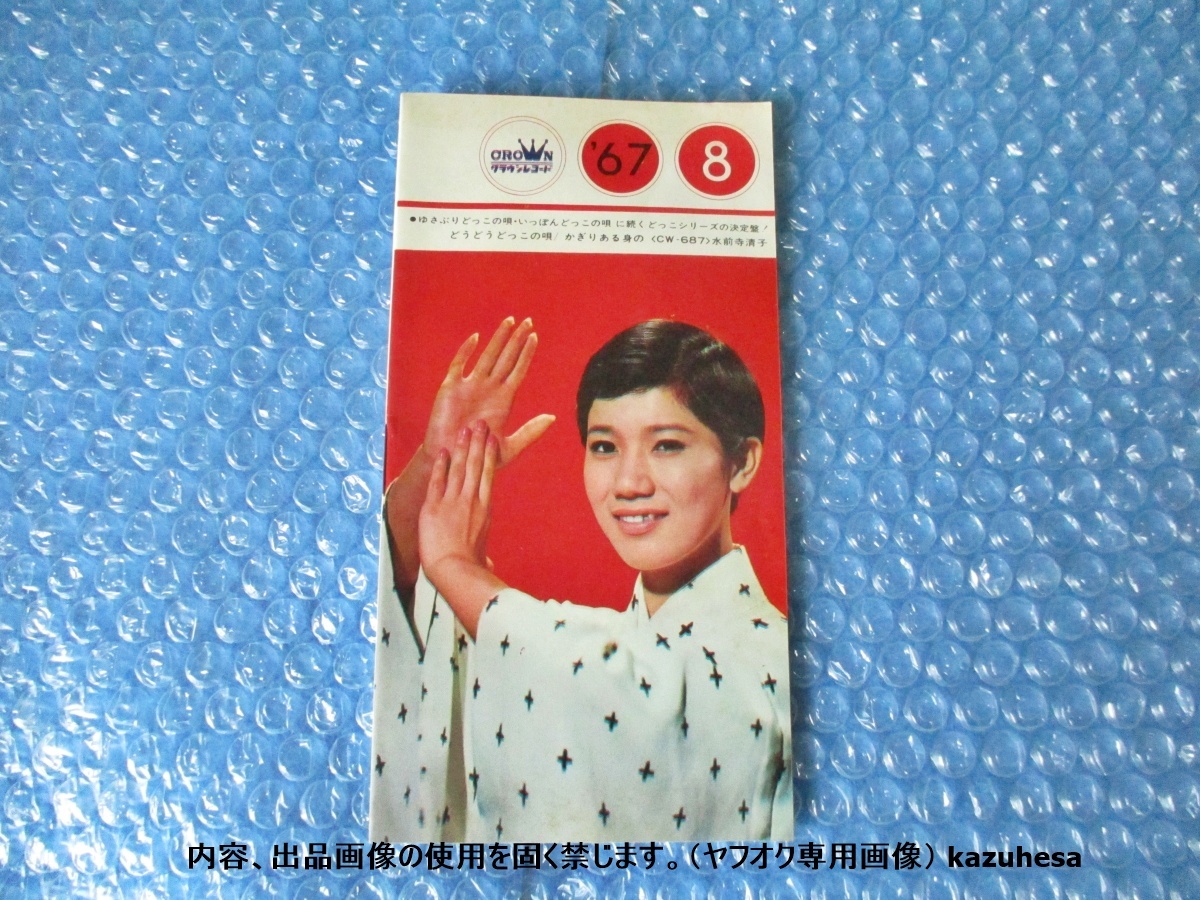 CROWN
クラウンレコード
'67
8
●ゆさぶりどっこの唄・いっぽんどっこの唄 に続くどっこシリーズの決定盤!
どうどうどっこの唄/かぎりある身の〈CW-687〉水前寺清子
内容、出品画像の使用を固く禁じます。（ヤフオク専用画像）kazuhesa